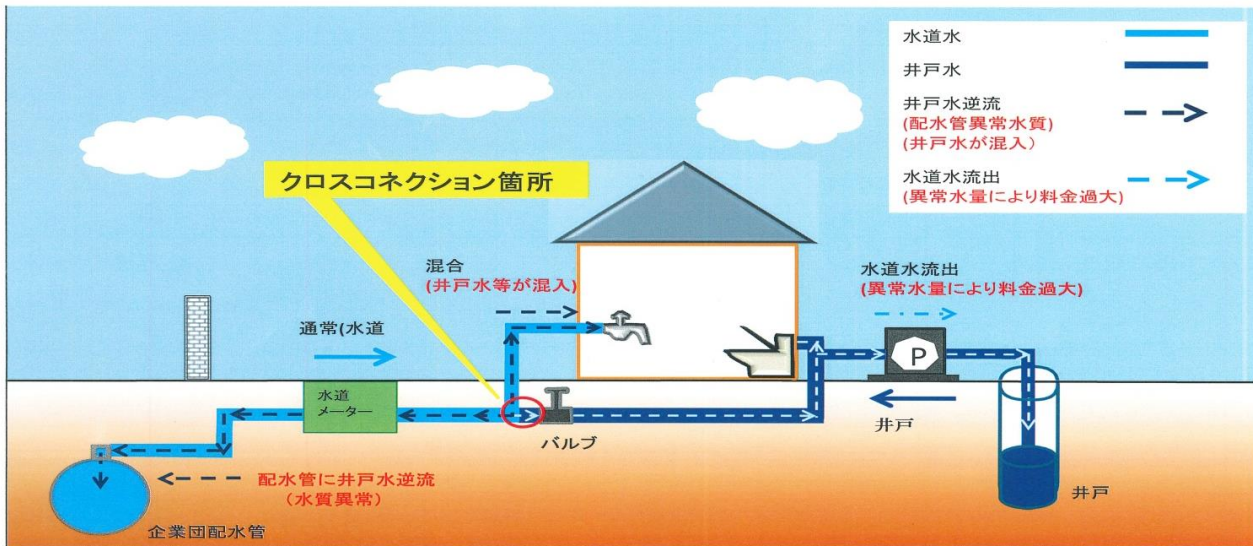 水道水
井戸水
井戸水逆流
(配水管異常水質)
(井戸水が混入)
水道水流出
(異常水量により料金過大)
クロスコネクション箇所
混合
(井戸水等が混入)
水道水流出
(異常水量により料金過大)
通常(水道
P
水道
メーター
バルブ
井戸
配水管に井戸水逆流
(水質異常)
井戸
企業団配水管